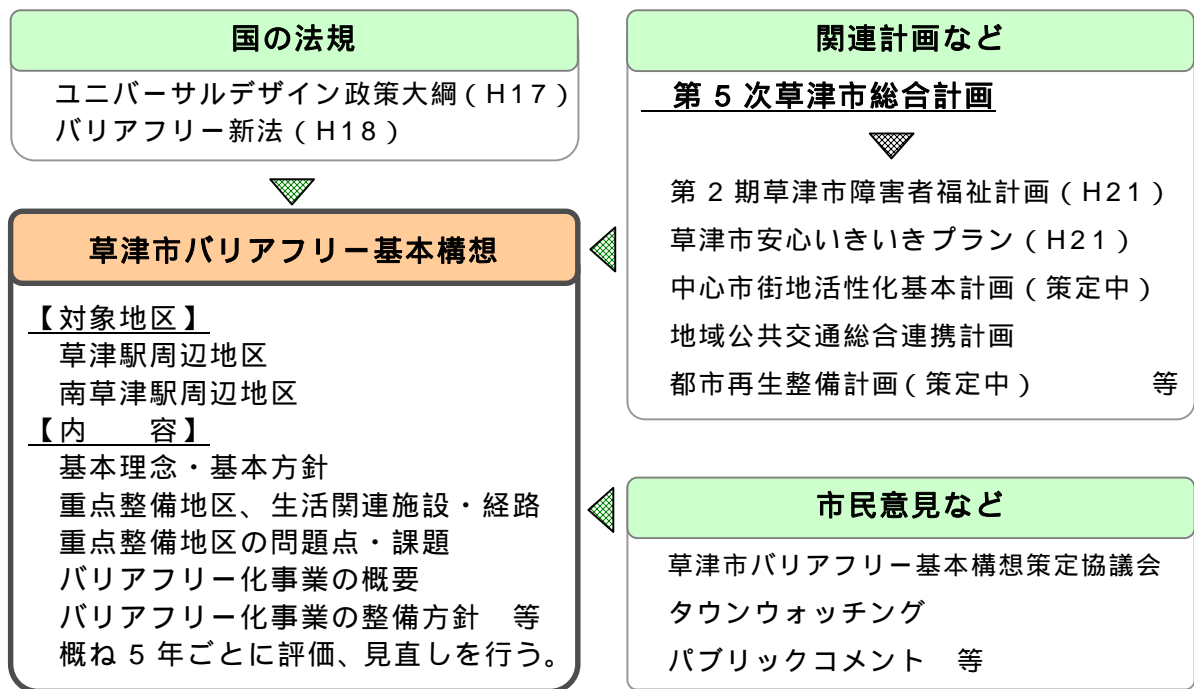 国の法規
ユニバーサルデザイン政策大綱(H17)
バリアフリー新法(H18)
草津市バリアフリー基本構想
【対象地区】
草津駅周辺地区
南草津駅周辺地区
【内　　容】
基本理念・基本方針
重点整備地区、生活関連施設・経路
重点整備地区の問題点・課題
バリアフリー化事業の概要
バリアフリー化事業の整備方針　等
概ね5年ごとに評価、見直しを行う。
関連計画など
第5次草津市総合計画
第2期草津市障害者福祉計画(H21)
草津市安心いきいきプラン(H21)
中心市街地活性化基本計画(策定中)
地域公共交通総合連携計画
都市再生整備計画(策定中)　　　等
市民意見など
草津市バリアフリー基本構想策定協議会
タウンウォッチング
パブリックコメント　等